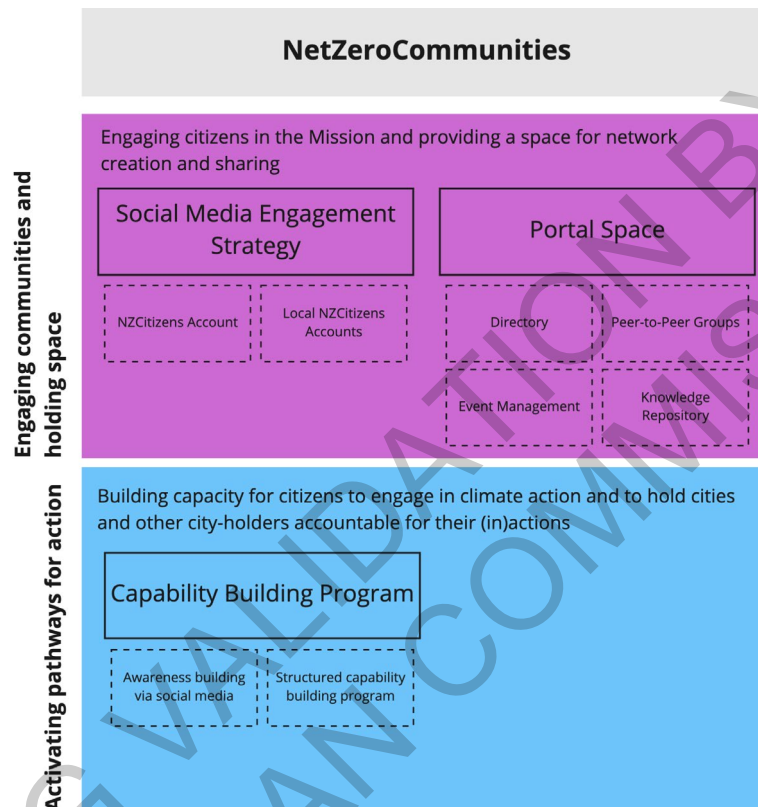 NetZeroCommunities
Engaging communities and
holding space
Engaging citizens in the Mission and providing a space for network
creation and sharing
Social Media Engagement
Strategy
NZCitizens Account
Local NZCitizens
Accounts
Portal Space
Directory
Peer-to-Peer Groups
Event Management
Knowledge
Repository
Activating pathways for action
Building capacity for citizens to engage in climate action and to hold cities
and other city-holders accountable for their (in)actions
Capability Building Program
Awareness building
via social media
Structured capability
building program
VALIDATION